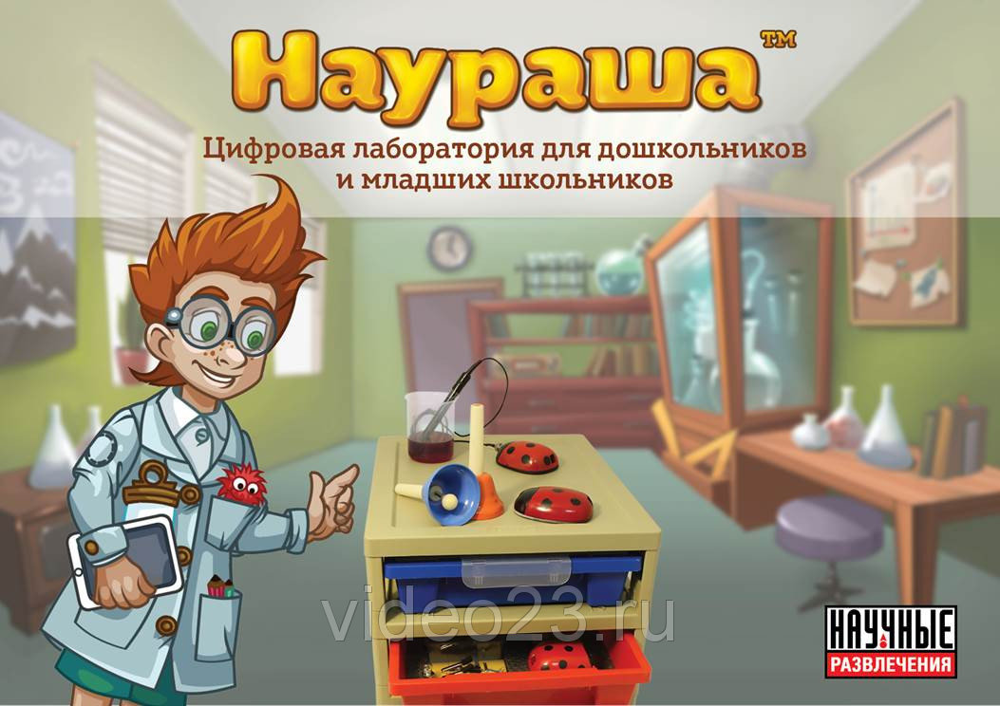 Наураша™
Цифровая лаборатория для дошкольников
и младших школьников
video23.ru
НАУЧНЫЕ
РАЗВЛЕЧЕНИЯ